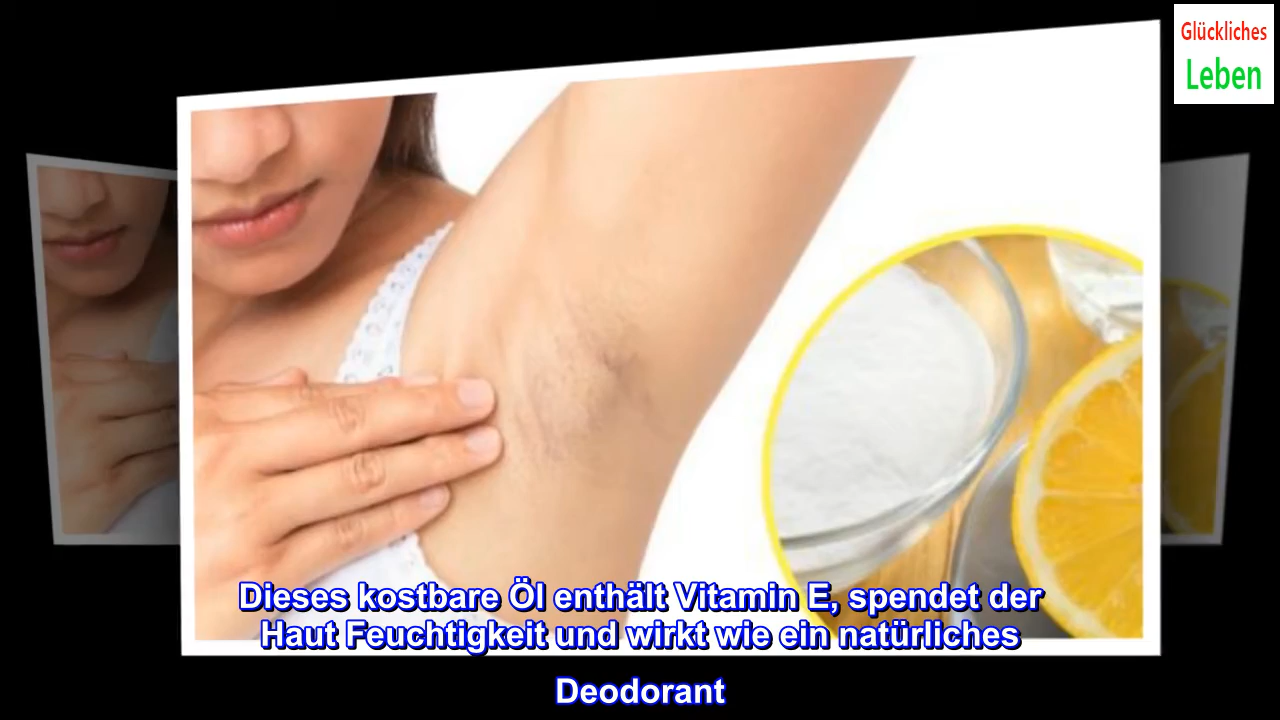 Glückliches
Leben
Dieses kostbare Öl enthält Vitamin E, spendet der
Haut Feuchtigkeit und wirkt wie ein natürliches
Deodorant